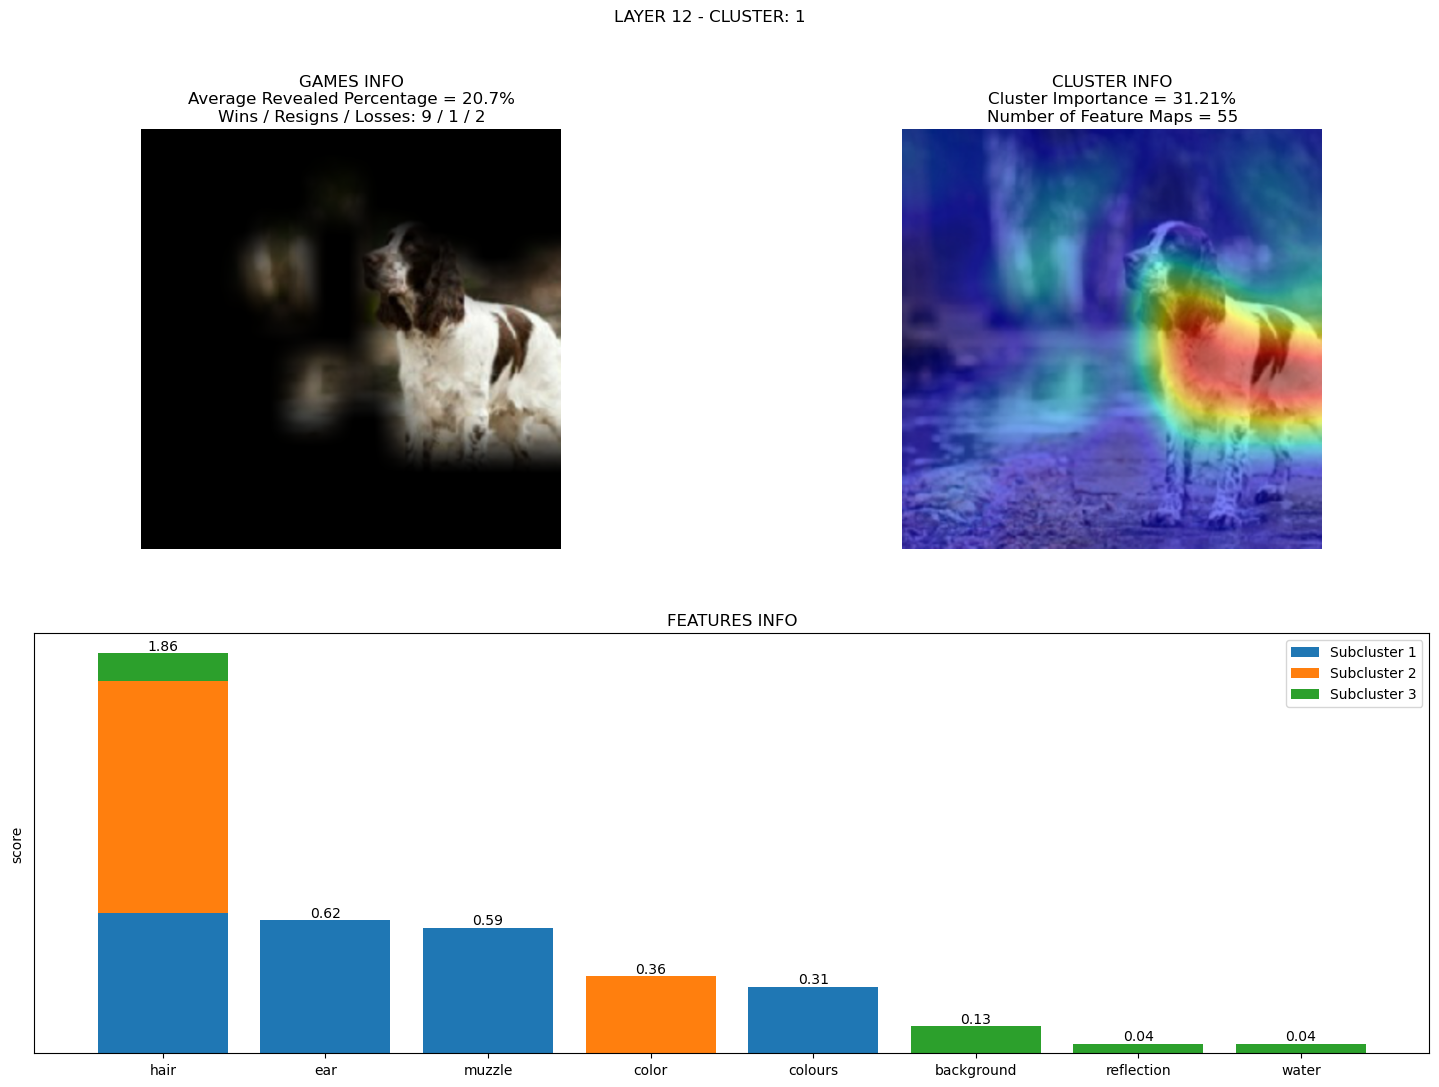 LAYER 12 - CLUSTER: 1
GAMES INFO
Average Revealed Percentage = 20.7%
Wins / Resigns / Losses: 9 / 1 / 2
CLUSTER INFO
Cluster Importance = 31.21%
Number of Feature Maps = 55
FEATURES INFO
score
1.86
0.62
0.59
0.36
0.31
0.13
0.04
0.04
Subcluster 1
Subcluster 2
Subcluster 3
hair
ear
muzzle
color
colours
background
reflection
water